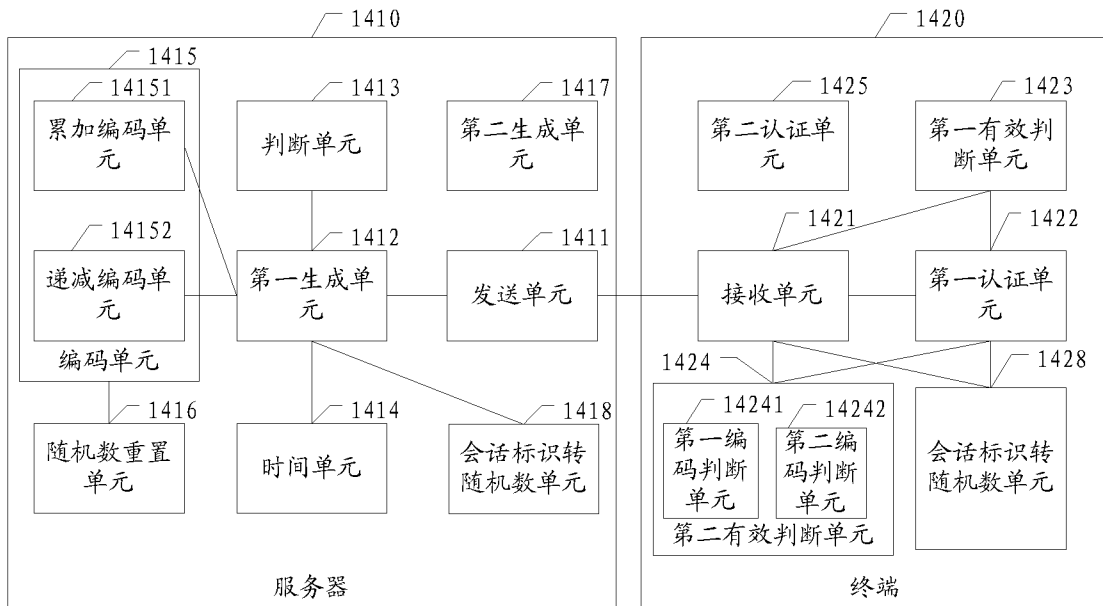 1410
1420
1415
14151
1413
1417
1425
1423
累加编码单
元
判断单元
第二生成单
元
第二认证单
元
第一有效判
断单元
14152
1412
1411
1421
1422
递减编码单
元
第一生成单
元
发送单元
接收单元
第一认证单
元
编码单元
1416
1414
1418
1424
1428
14241
14242
随机数重置
单元
时间单元
会话标识转
随机数单元
第一编
码判断
单元
第二编
码判断
单元
第二有效判断单元
会话标识转
随机数单元
服务器
终端